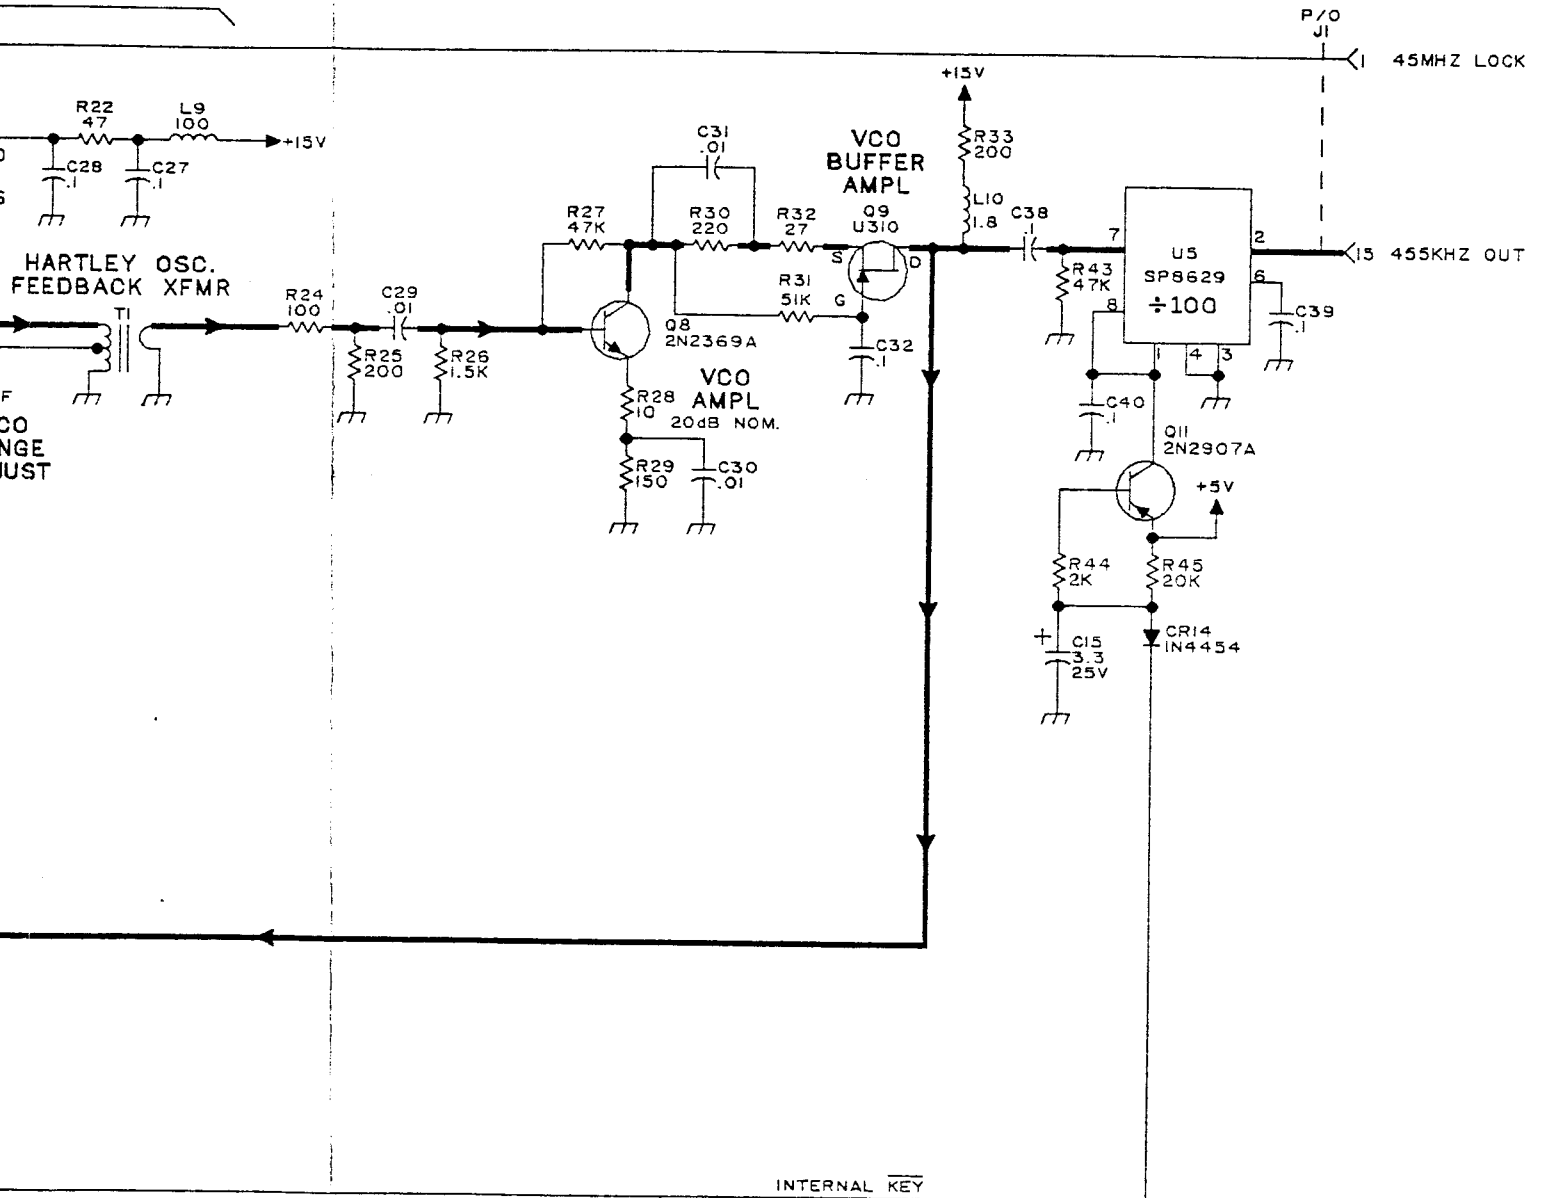 P/O
J1
1 45MHZ LOCK
+15V
R22
47
L9
100
+15V
C28
.1
C27
.1
C31
.01
VCO
BUFFER
AMPL
R33
200
L10
1.8
C38
.1
R27
47K
R30
220
R32
27
Q9
U310
S
D
G
7
U5
SP8629
÷100
2
15 455KHZ OUT
6
8
1
4
3
R43
47K
C39
.1
HARTLEY OSC.
FEEDBACK XFMR
T1
R24
100
C29
.01
R31
51K
Q8
2N2369A
C32
.1
R25
200
R26
1.5K
VCO
AMPL
20dB NOM.
R28
10
C40
.1
Q11
2N2907A
F
CO
NGE
JUST
R29
150
C30
.01
+5V
R44
2K
R45
20K
+
C15
3.3
25V
CR14
1N4454
INTERNAL KEY